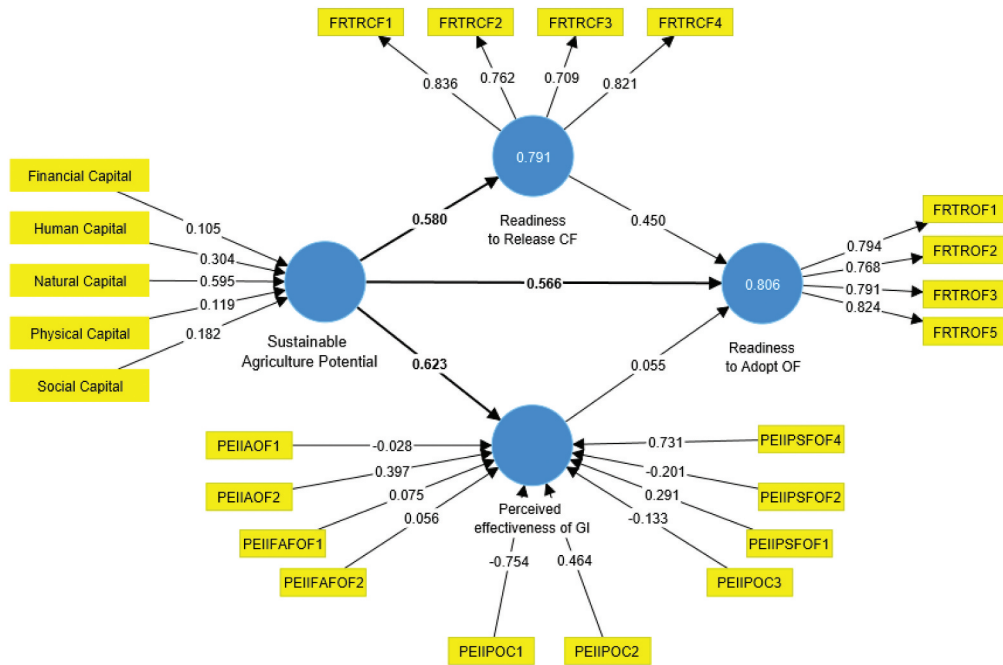 FRTRCF1
FRTRCF2
FRTRCF3
FRTRCF4
0.836
0.762
0.709
0.821
0.791
Readiness
to Release CF
Financial Capital
Human Capital
Natural Capital
Physical Capital
Social Capital
0.105
0.304
0.595
0.119
0.182
Sustainable
Agriculture Potential
0.580
0.566
0.623
0.450
0.055
0.806
Readiness
to Adopt OF
0.794
0.768
0.791
0.824
FRTROF1
FRTROF2
FRTROF3
FRTROF5
PEIIAOF1
PEIIAOF2
PEIIFAFOF1
PEIIFAFOF2
-0.028
0.397
0.075
0.056
Perceived
effectiveness of GI
-0.754
0.464
PEIIPOC1
PEIIPOC2
0.731
-0.201
0.291
-0.133
PEIIPSFOF4
PEIIPSFOF2
PEIIPSFOF1
PEIIPOC3